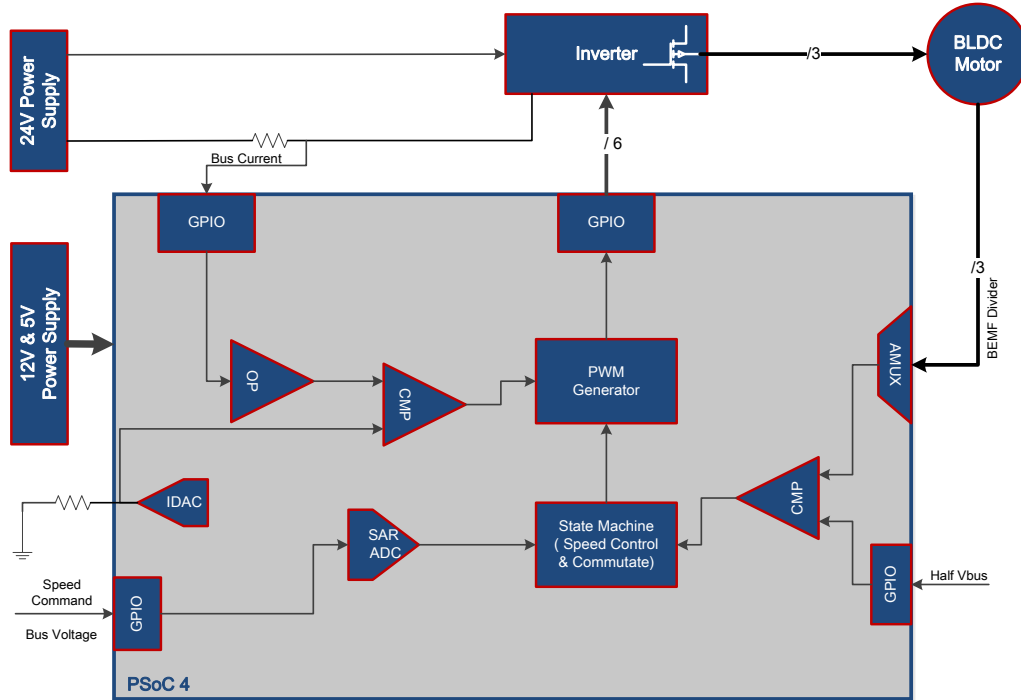 24V Power
Supply
Inverter
/3
BLDC
Motor
Bus Current
/ 6
GPIO
GPIO
/3
BEMF Divider
12V & 5V
Power Supply
OP
CMP
PWM
Generator
AMUX
IDAC
SAR
ADC
State Machine
( Speed Control
& Commutate)
CMP
Speed
Command
Bus Voltage
GPIO
GPIO
Half Vbus
PSoC 4